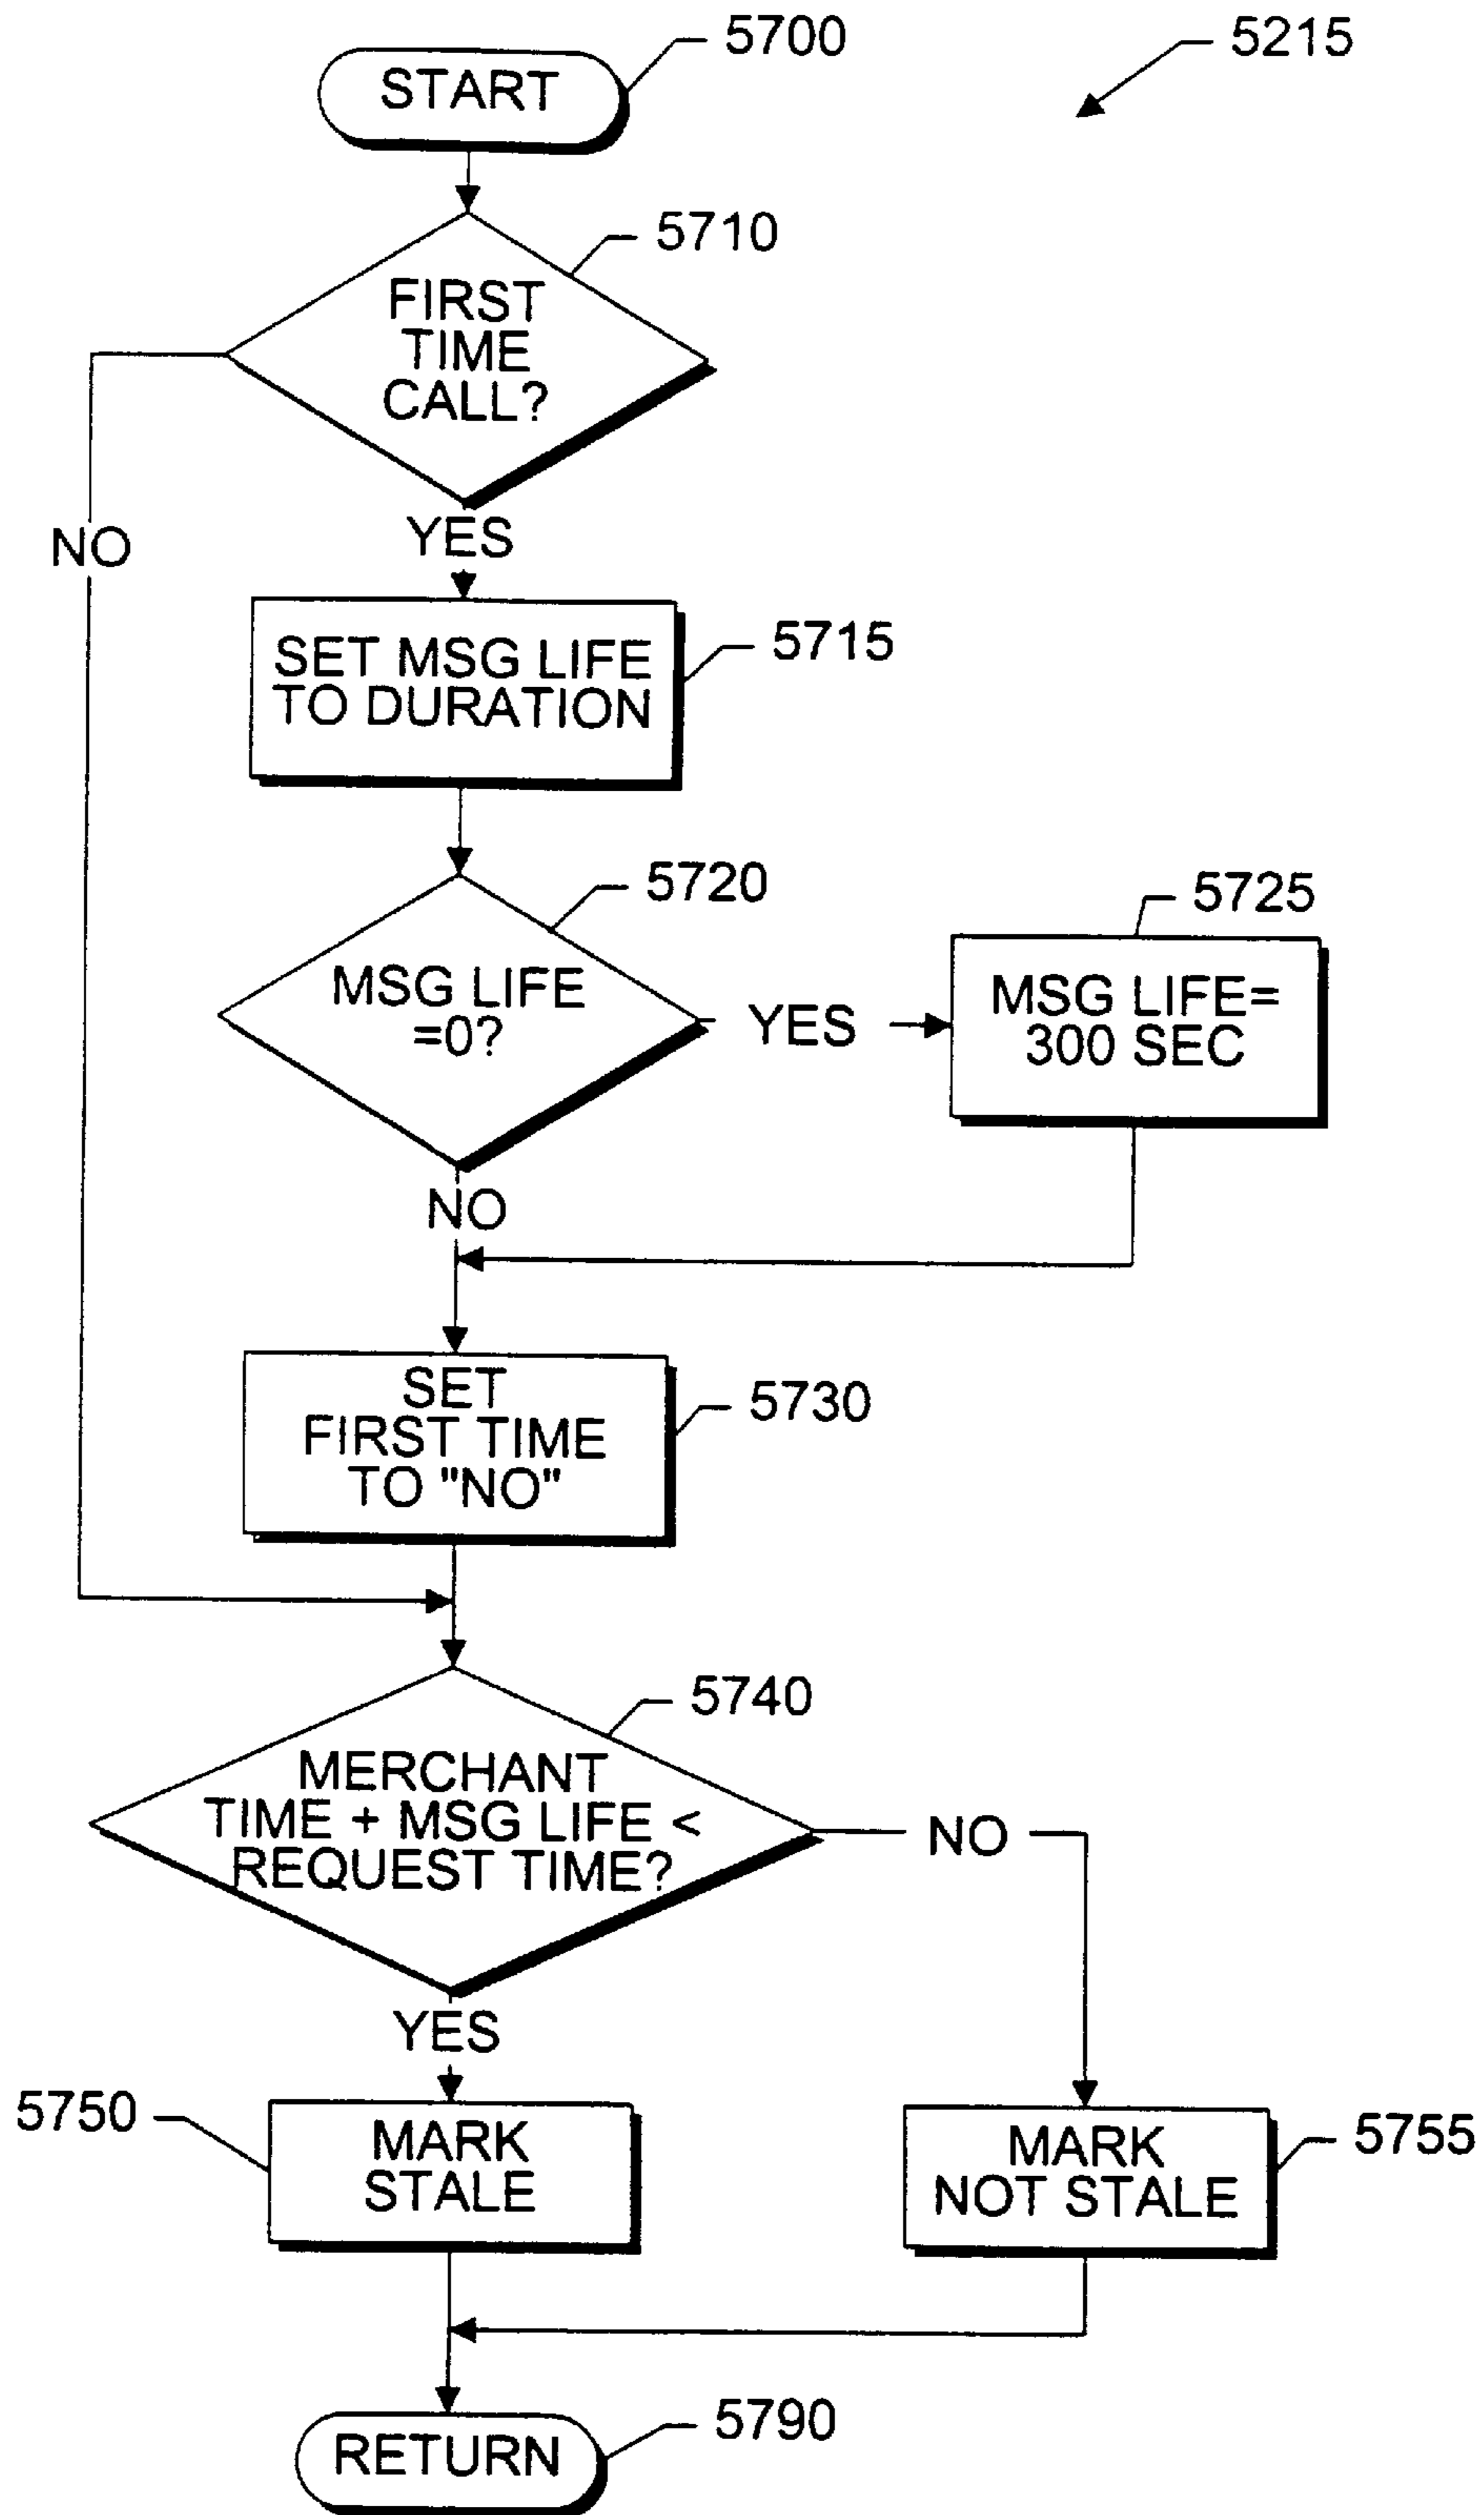 5700
5215
START
5710
FIRST
TIME
CALL?
NO
YES
5715
SET MSG LIFE
TO DURATION
5720
5725
MSG LIFE
=0?
YES
MSG LIFE=
300 SEC
NO
5730
SET
FIRST TIME
TO "NO"
5740
MERCHANT
TIME + MSG LIFE <
REQUEST TIME?
NO
YES
5750
MARK
STALE
5755
MARK
NOT STALE
5790
RETURN